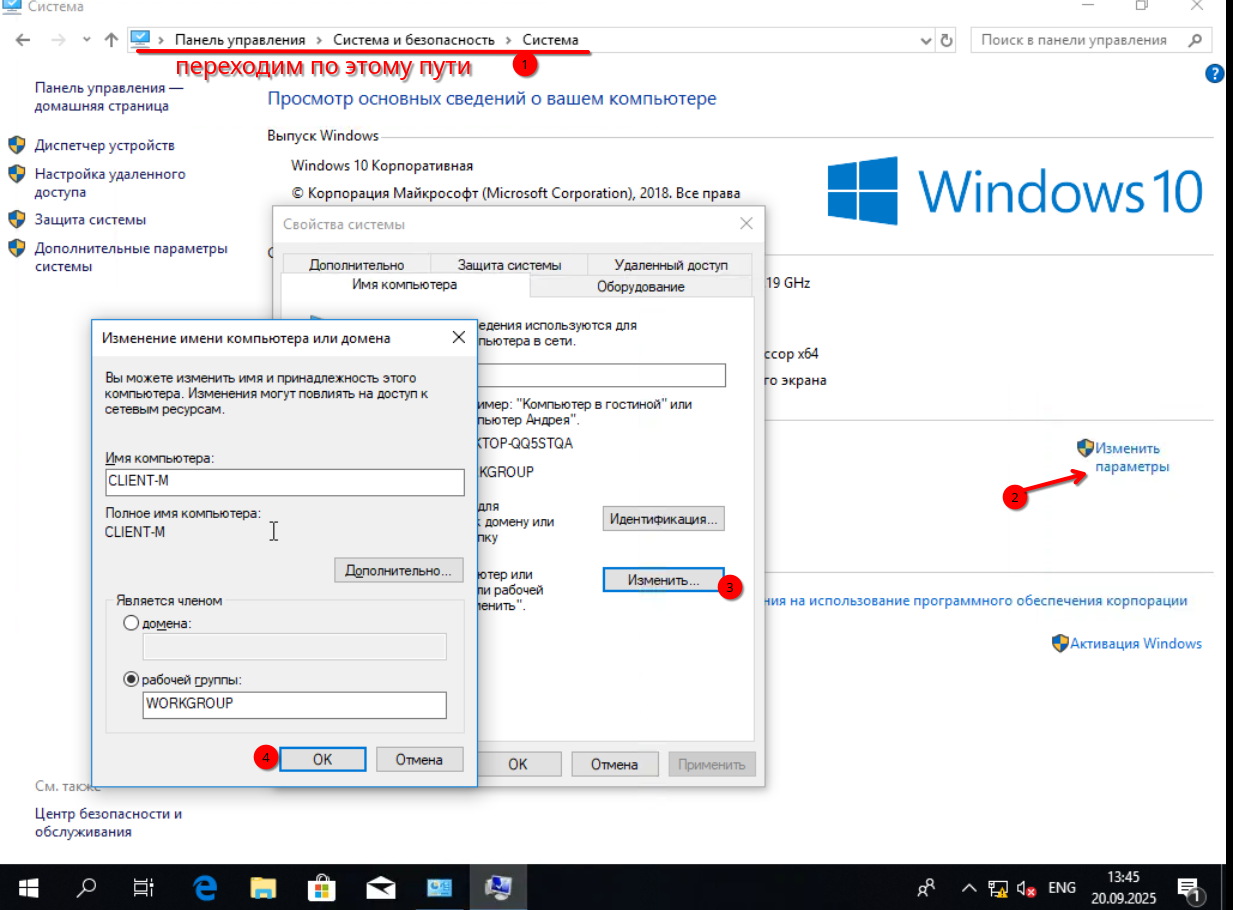 Система
Панель управления > Система и безопасность > Система
Поиск в панели управления
переходим по этому пути
1
?
Панель управления —
домашняя страница
Диспетчер устройств
Настройка удаленного
доступа
Защита системы
Дополнительные параметры
системы
Просмотр основных сведений о вашем компьютере
Выпуск Windows
Windows 10 Корпоративная
© Корпорация Майкрософт (Microsoft Corporation), 2018. Все права
Windows 10
Свойства системы
Дополнительно
Защита системы
Удаленный доступ
Имя компьютера
Оборудование
19 GHz
ведения используются для
пьютера в сети.
ссор x64
го экрана
имер: "Компьютер в гостиной" или
пьютер Андрея".
KTOP-QQ5STQA
KGROUP
для
к домену или
пку
Идентификация...
ютер или
ли рабочей
менить".
Изменить...
3
Изменить
параметры
2
ния на использование программного обеспечения корпорации
Активация Windows
ОК
Отмена
Применить
Изменение имени компьютера или домена
Вы можете изменить имя и принадлежность этого
компьютера. Изменения могут повлиять на доступ к
сетевым ресурсам.
Имя компьютера:
CLIENT-M
Полное имя компьютера:
CLIENT-M
Дополнительно...
Является членом
домена:
рабочей группы:
WORKGROUP
4
ОК
Отмена
См. также
Центр безопасности и
обслуживания
ENG
13:45
20.09.2025
1